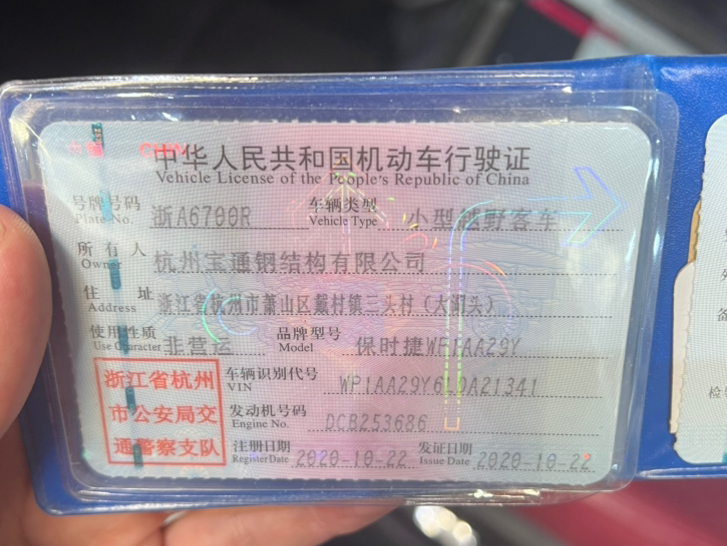 中华人民共和国机动车行驶证
Vehicle License of the People's Republic of China
号牌号码 Plate No. 浙A6700R 车辆类型 Vehicle Type 小型越野客车
所有人 Owner 杭州宝通钢结构有限公司
住址 Address 浙江省杭州市萧山区戴村镇三头村（大湖头）
使用性质 Use Character 非营运 品牌型号 Model 保时捷WP1AA29Y
浙江省杭州
市公安局交
通警察支队
车辆识别代号 VIN WP1AA29Y6LDA21341
发动机号码 Engine No. DCB253686
注册日期 Register Date 2020-10-22 发证日期 Issue Date 2020-10-22